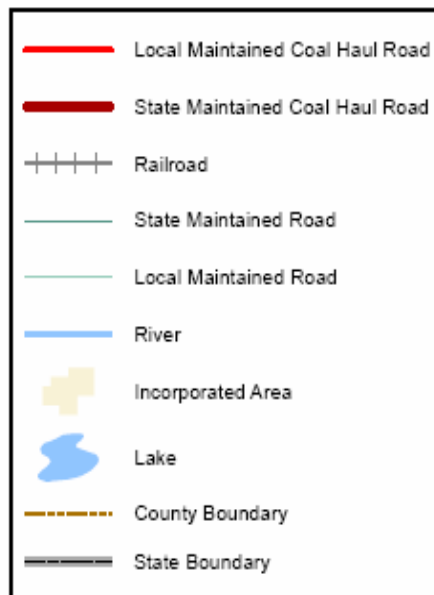 Local Maintained Coal Haul Road
State Maintained Coal Haul Road
Railroad
State Maintained Road
Local Maintained Road
River
Incorporated Area
Lake
County Boundary
State Boundary